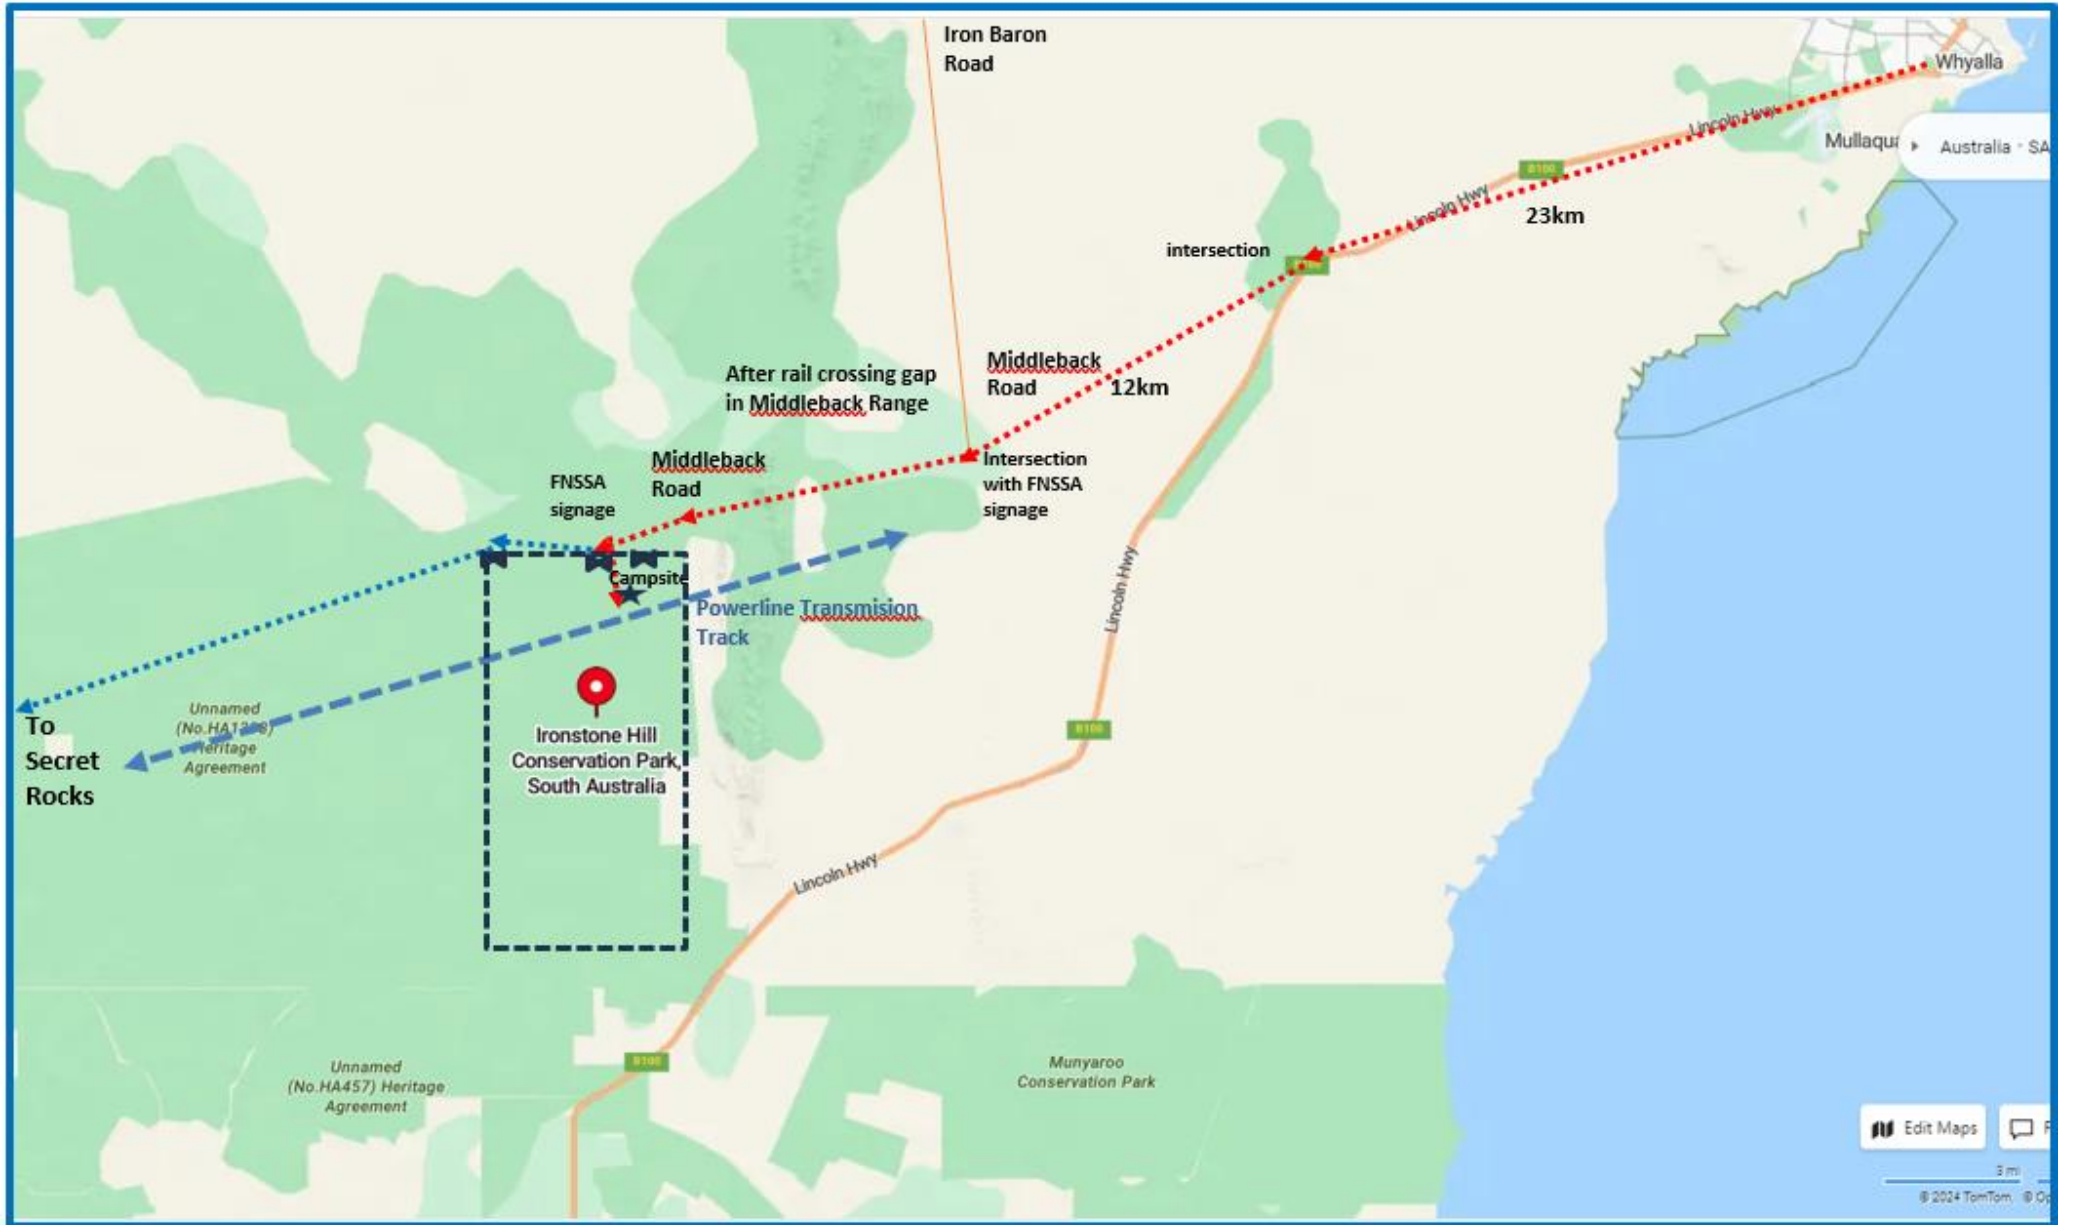 Iron Baron
Road
Whyalla
Lincoln Hwy
Mullaqua
Australia · SA
B100
Lincoln Hwy
23km
intersection
B100
Middleback
Road
12km
After rail crossing gap
in Middleback Range
Middleback
Road
Intersection
with FNSSA
signage
FNSSA
signage
Campsite
Powerline Transmision
Track
Lincoln Hwy
To
Secret
Rocks
Unnamed
Heritage
Agreement
Ironstone Hill
Conservation Park,
South Australia
B100
Lincoln Hwy
B100
Unnamed
(No.HA457) Heritage
Agreement
Munyaroo
Conservation Park
Edit Maps
F
3 mi
© 2024 TomTom, © Op